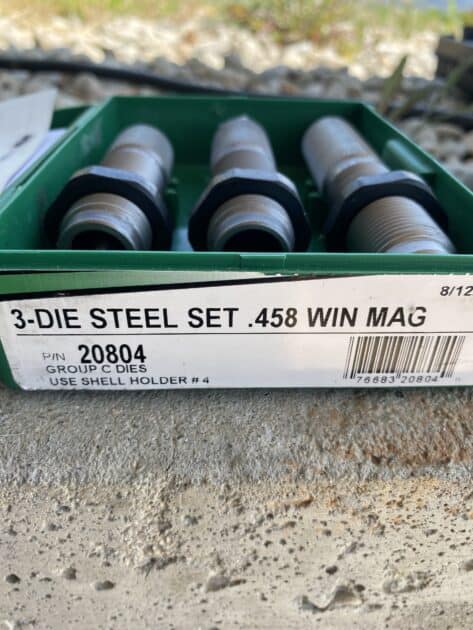 8/12
3-DIE STEEL SET .458 WIN MAG
P/N 20804
GROUP C DIES
USE SHELL HOLDER # 4
76683 20804